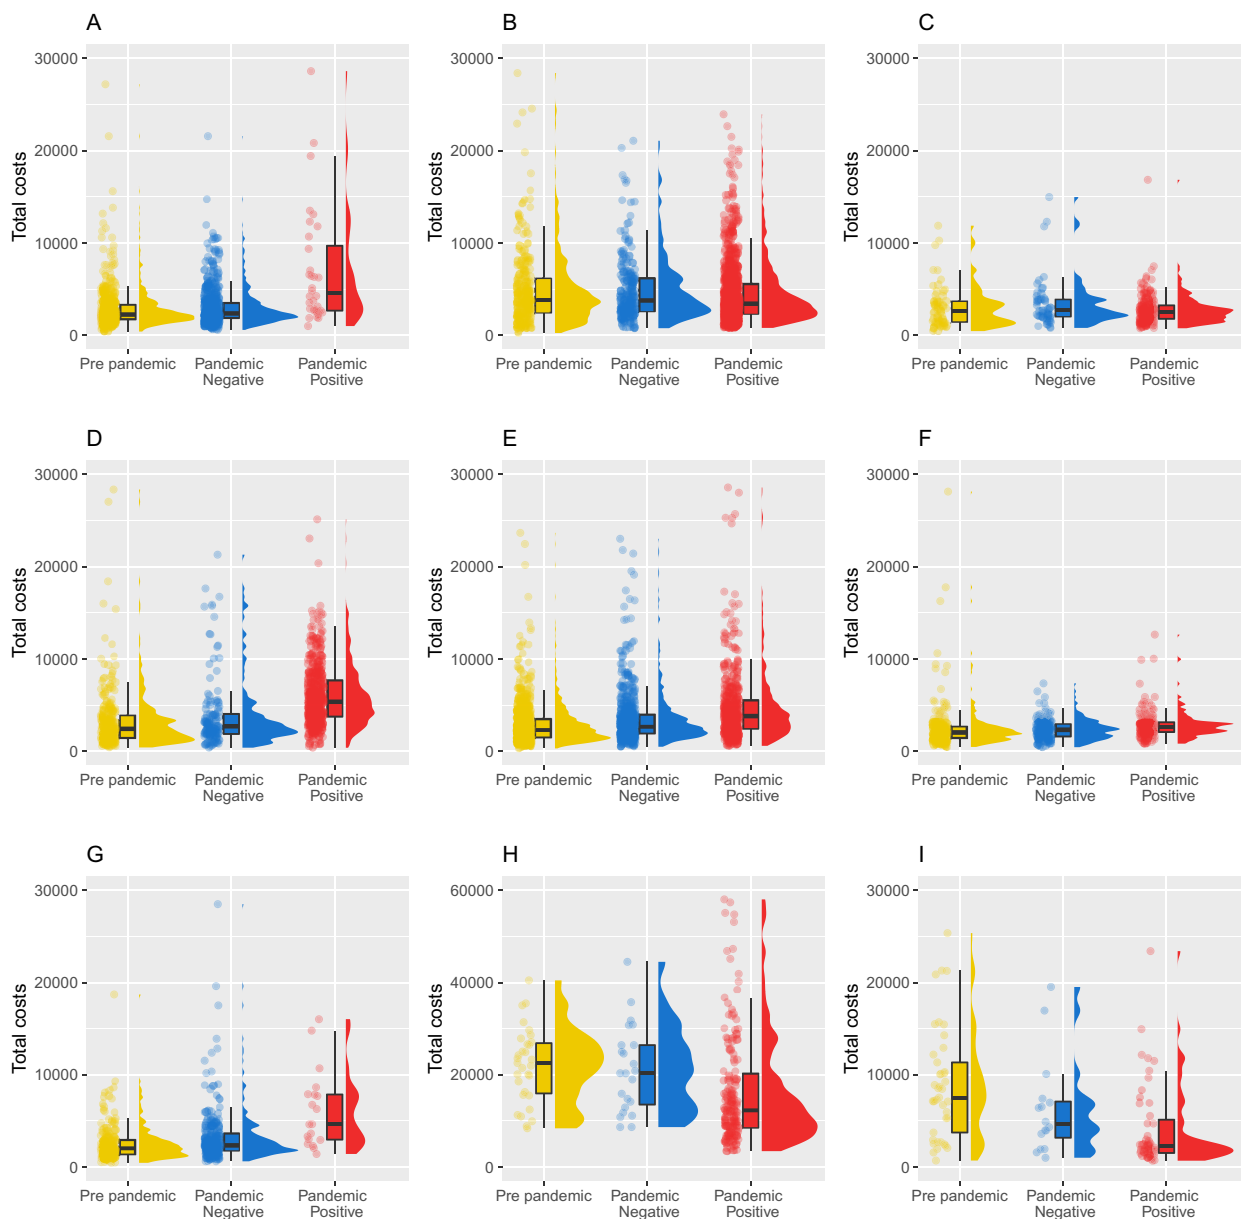 A
B
C
Total costs
30000
20000
10000
0
Pre pandemic
Pandemic
Negative
Pandemic
Positive
Total costs
30000
20000
10000
0
Pre pandemic
Pandemic
Negative
Pandemic
Positive
Total costs
30000
20000
10000
0
Pre pandemic
Pandemic
Negative
Pandemic
Positive
D
E
F
Total costs
30000
20000
10000
0
Pre pandemic
Pandemic
Negative
Pandemic
Positive
Total costs
30000
20000
10000
0
Pre pandemic
Pandemic
Negative
Pandemic
Positive
Total costs
30000
20000
10000
0
Pre pandemic
Pandemic
Negative
Pandemic
Positive
G
H
I
Total costs
30000
20000
10000
0
Pre pandemic
Pandemic
Negative
Pandemic
Positive
Total costs
60000
40000
20000
0
Pre pandemic
Pandemic
Negative
Pandemic
Positive
Total costs
30000
20000
10000
0
Pre pandemic
Pandemic
Negative
Pandemic
Positive